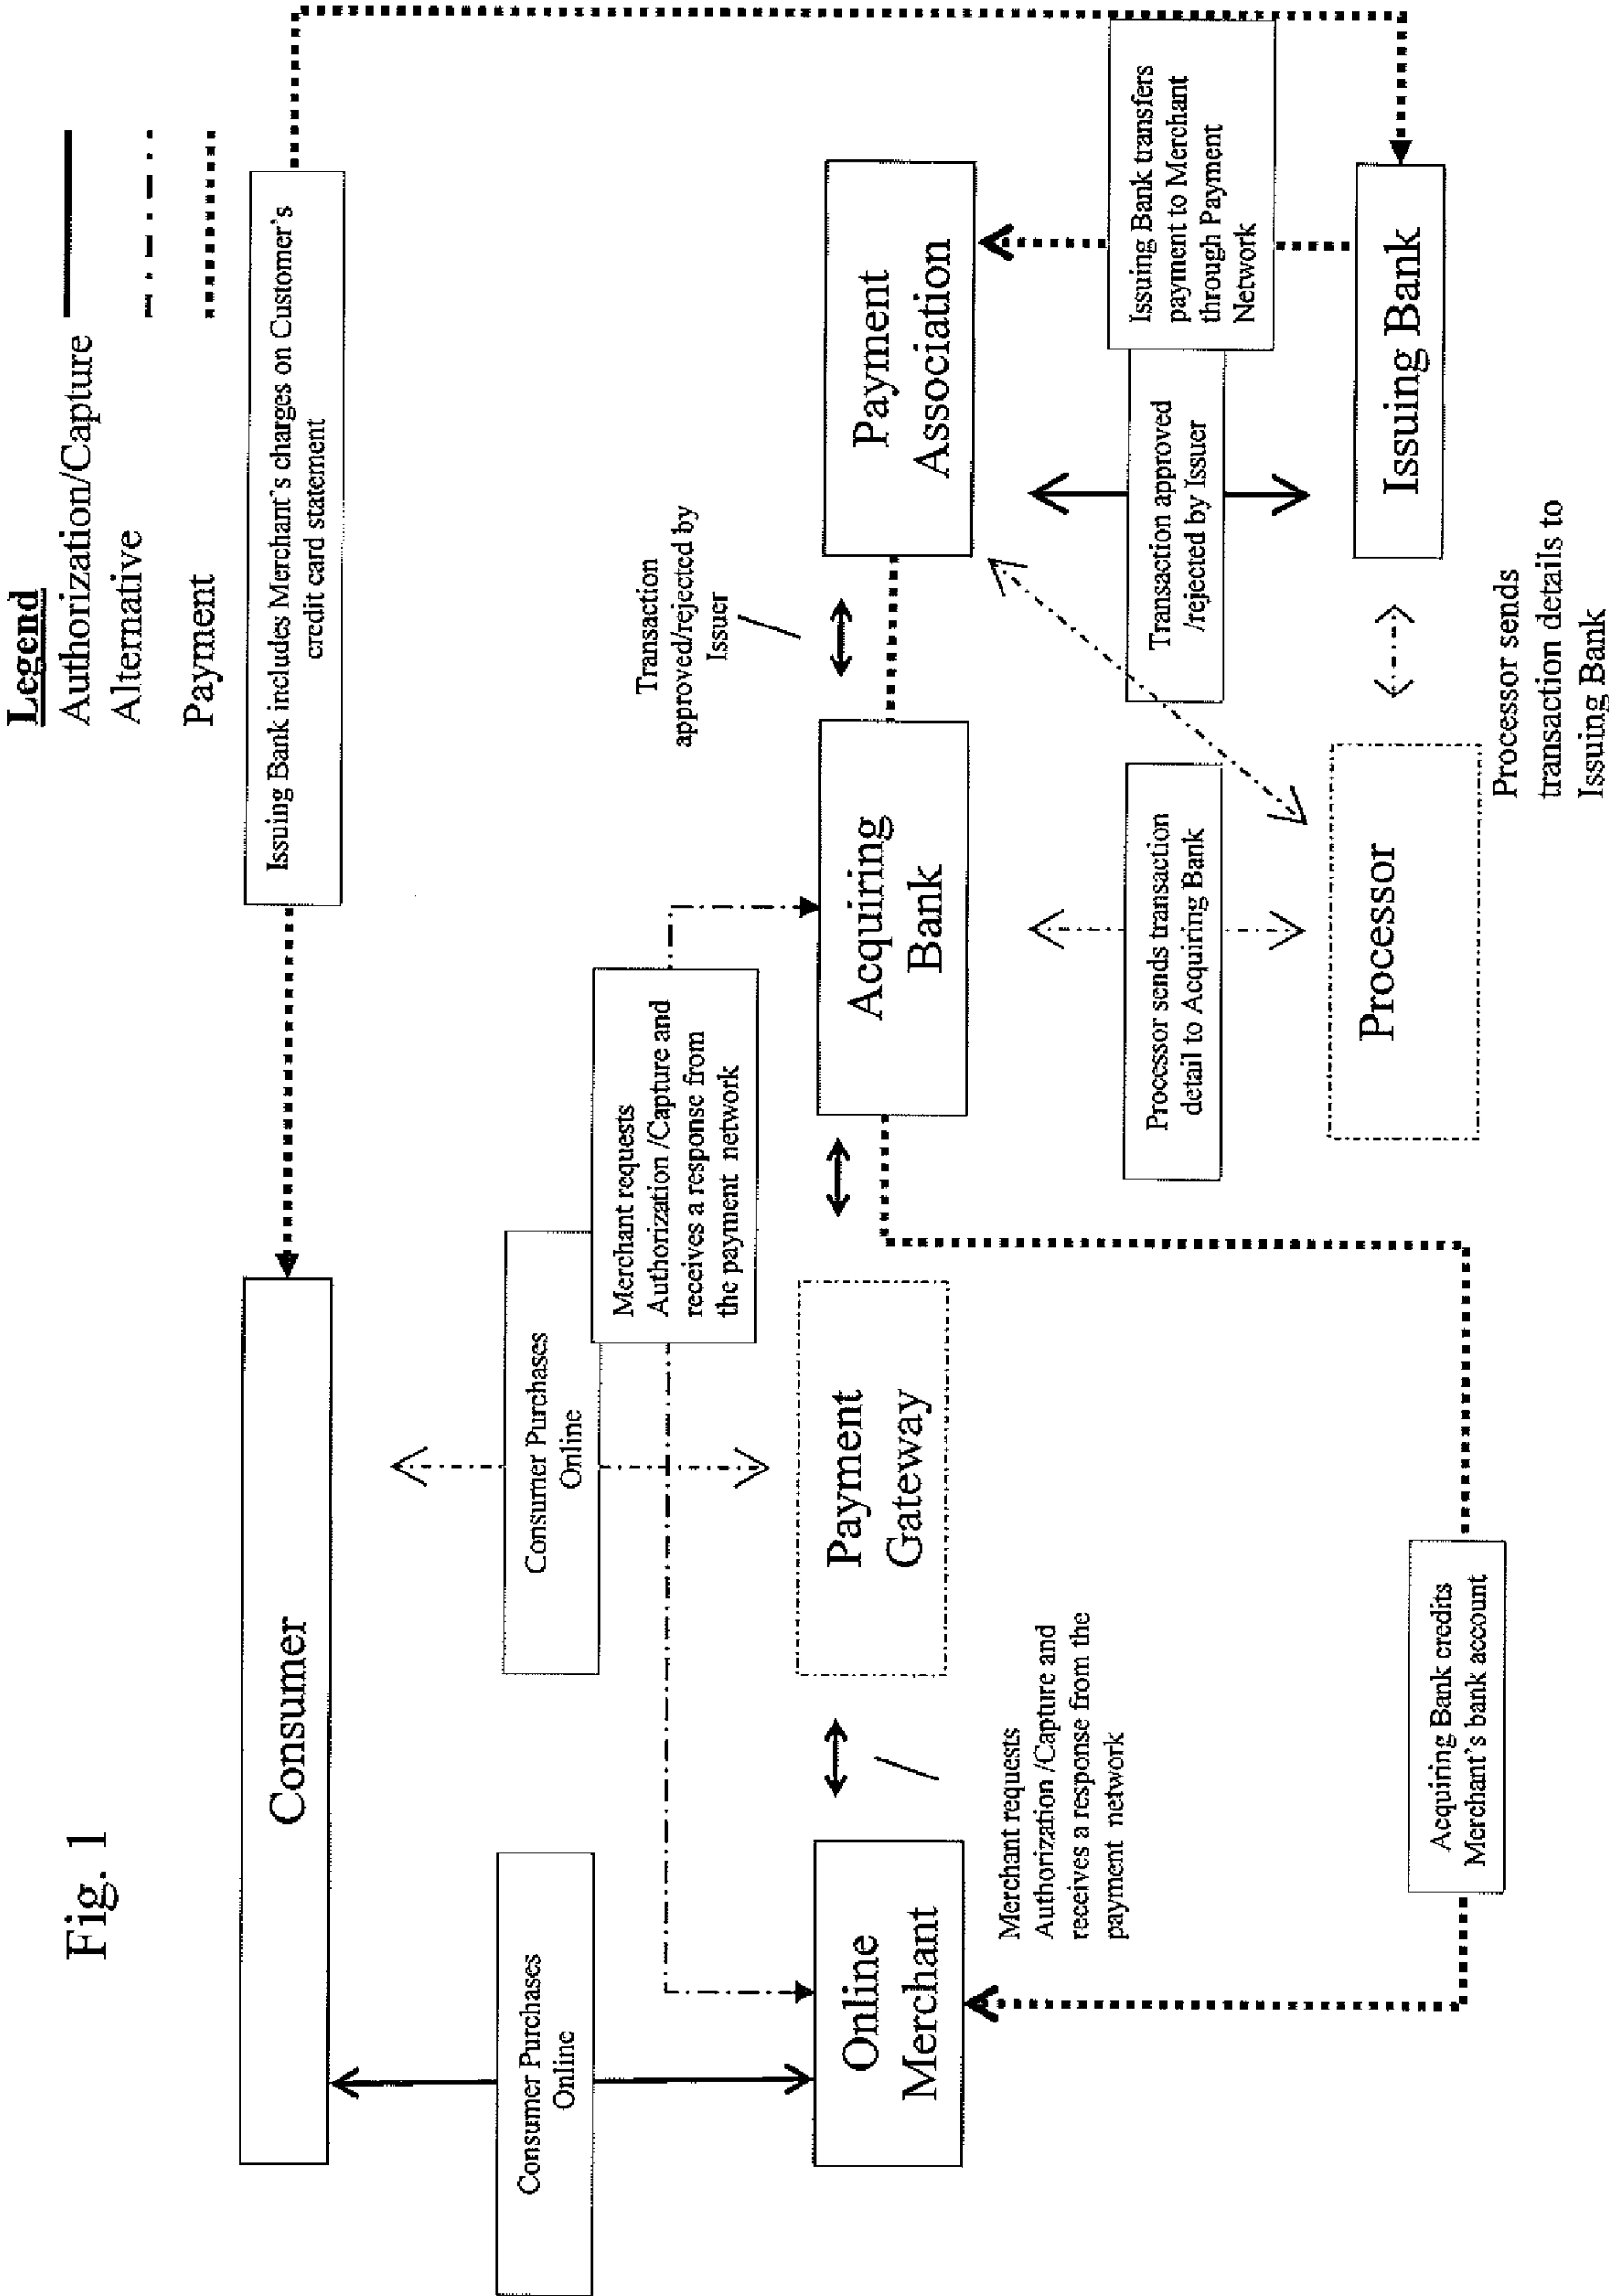 Fig. 1
Legend
Authorization/Capture
Alternative
Payment
Consumer
Issuing Bank includes Merchant's charges on Customer's
credit card statement
Consumer Purchases
Online
Consumer Purchases
Online
Merchant requests
Authorization /Capture and
receives a response from
the payment network
Transaction
approved/rejected by
Issuer
Online
Merchant
Payment
Gateway
Acquiring
Bank
Payment
Association
Merchant requests
Authorization /Capture and
receives a response from the
payment network
Processor sends transaction
detail to Acquiring Bank
Transaction approved
/rejected by Issuer
Issuing Bank transfers
payment to Merchant
through Payment
Network
Acquiring Bank credits
Merchant's bank account
Processor
Issuing Bank
Processor sends
transaction details to
Issuing Bank